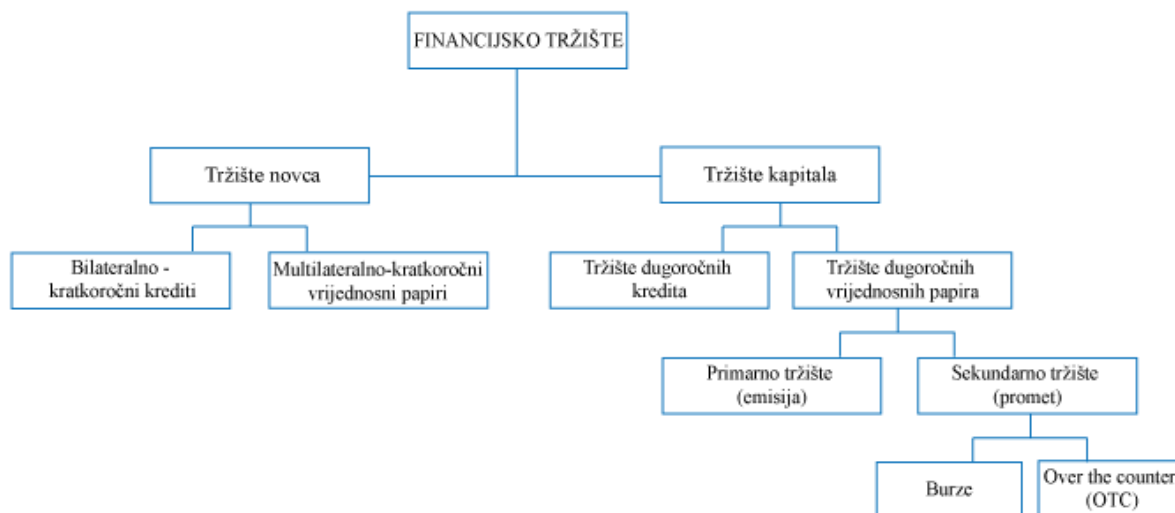 FINANCIJSKO TRŽIŠTE
Tržište novca
Tržište kapitala
Bilateralno -
kratkoročni krediti
Multilateralno-kratkoročni
vrijednosni papiri
Tržište dugoročnih
kredita
Tržište dugoročnih
vrijednosnih papira
Primarno tržište
(emisija)
Sekundarno tržište
(promet)
Burze
Over the counter
(OTC)